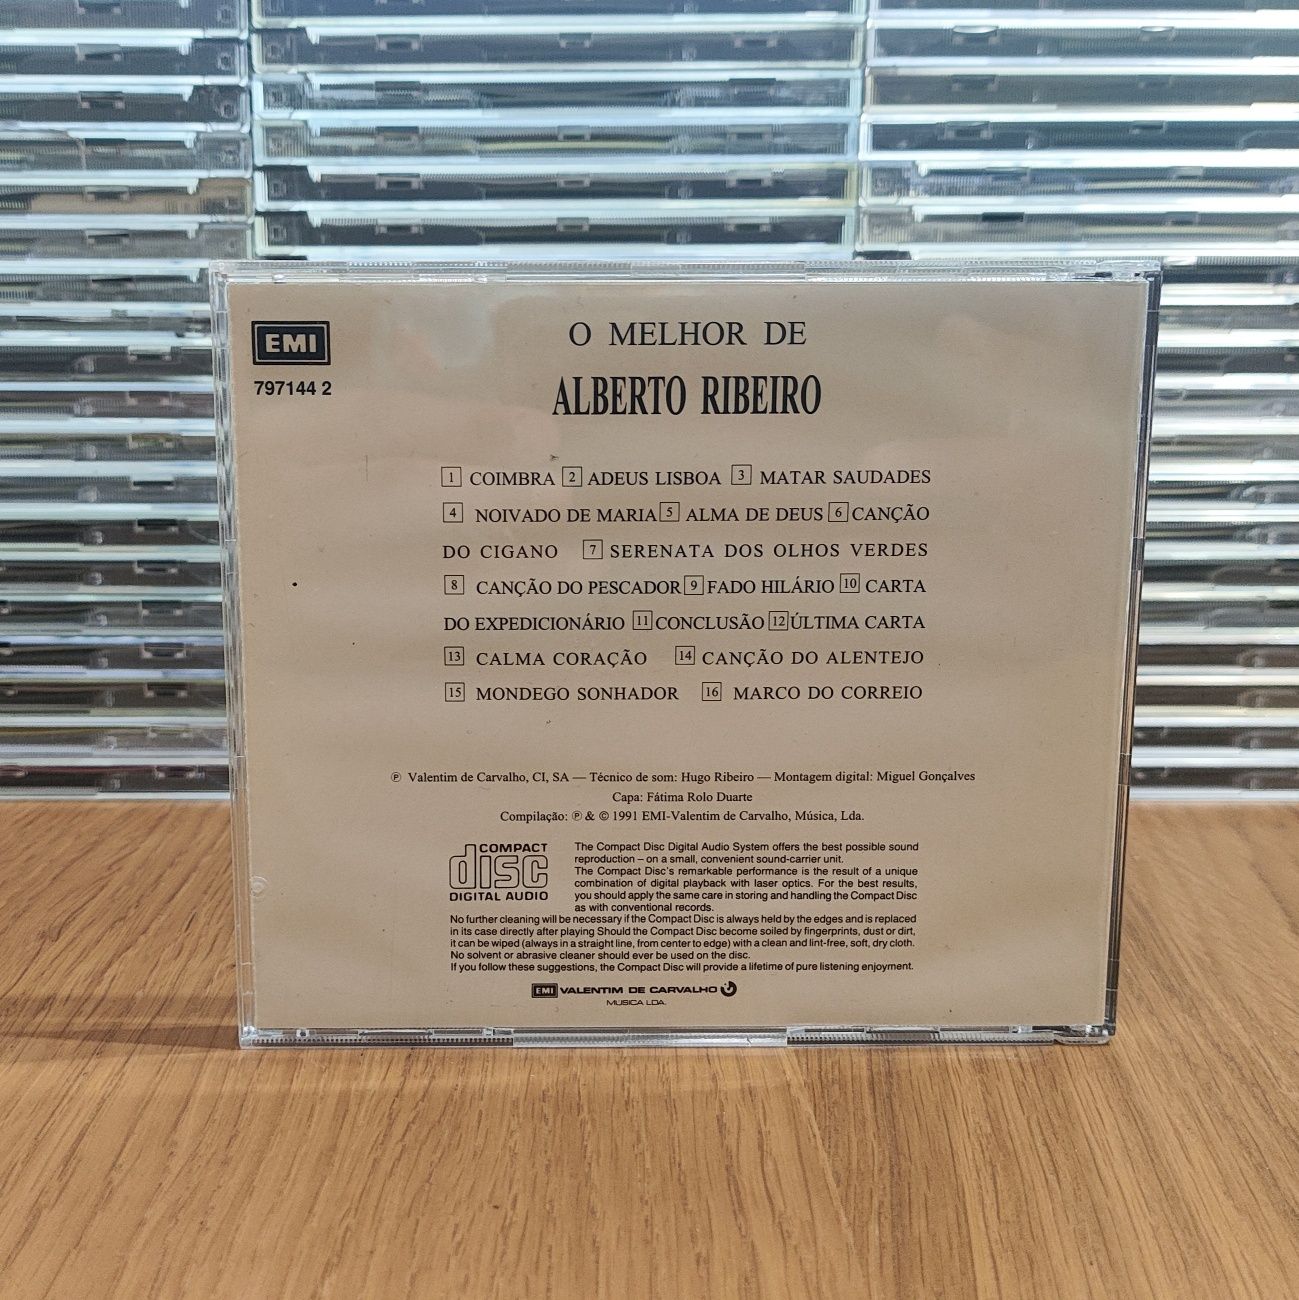 EMI
797144 2
O MELHOR DE
ALBERTO RIBEIRO
1 COIMBRA 2 ADEUS LISBOA 3 MATAR SAUDADES
4 NOIVADO DE MARIA 5 ALMA DE DEUS 6 CANÇÃO
DO CIGANO 7 SERENATA DOS OLHOS VERDES
8 CANÇÃO DO PESCADOR 9 FADO HILÁRIO 10 CARTA
DO EXPEDICIONÁRIO 11 CONCLUSÃO 12 ÚLTIMA CARTA
13 CALMA CORAÇÃO 14 CANÇÃO DO ALENTEJO
15 MONDEGO SONHADOR 16 MARCO DO CORREIO
℗ Valentim de Carvalho, CI, SA — Técnico de som: Hugo Ribeiro — Montagem digital: Miguel Gonçalves
Capa: Fátima Rolo Duarte
Compilação: ℗ & © 1991 EMI-Valentim de Carvalho, Música, Lda.
COMPACT
disc
DIGITAL AUDIO
The Compact Disc Digital Audio System offers the best possible sound
reproduction – on a small, convenient sound-carrier unit.
The Compact Disc's remarkable performance is the result of a unique
combination of digital playback with laser optics. For the best results,
you should apply the same care in storing and handling the Compact Disc
as with conventional records.
No further cleaning will be necessary if the Compact Disc is always held by the edges and is replaced
in its case directly after playing Should the Compact Disc become soiled by fingerprints, dust or dirt,
it can be wiped (always in a straight line, from center to edge) with a clean and lint-free, soft, dry cloth.
No solvent or abrasive cleaner should ever be used on the disc.
If you follow these suggestions, the Compact Disc will provide a lifetime of pure listening enjoyment.
EMI VALENTIM DE CARVALHO
MÚSICA LDA.